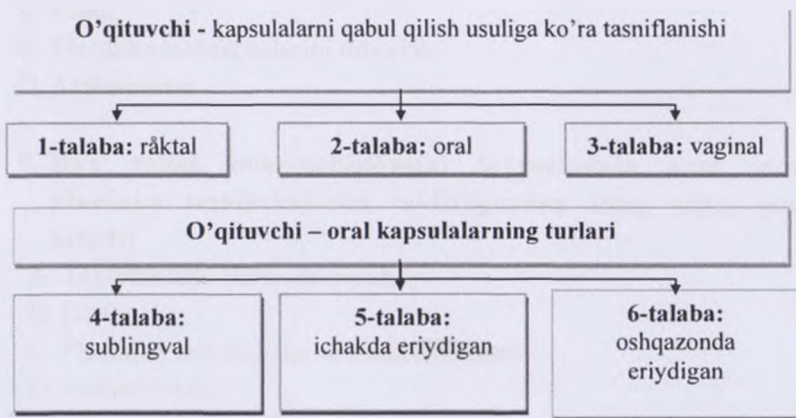 O'qituvchi - kapsulalarni qabul qilish usuliga ko'ra tasniflanishi
1-talaba: råktal
2-talaba: oral
3-talaba: vaginal
O'qituvchi – oral kapsulalarning turlari
4-talaba:
sublingval
5-talaba:
ichakda eriydigan
6-talaba:
oshqazonda
eriydigan